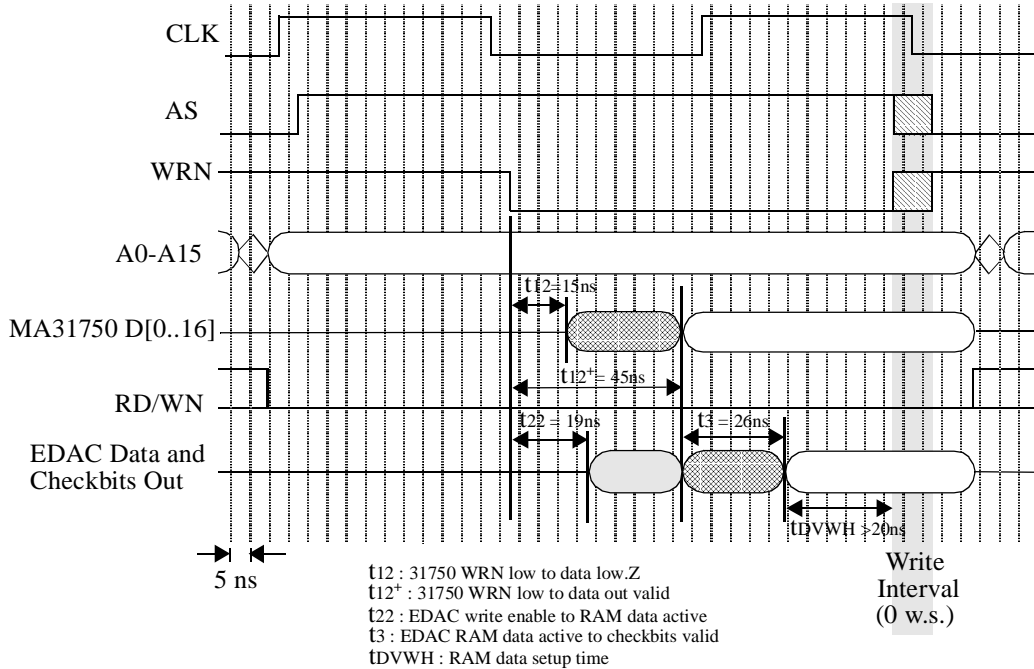 CLK
AS
WRN
A0-A15
t12=15ns
MA31750 D[0..16]
t12+= 45ns
RD/WN
t22 = 19ns
t3 = 26ns
EDAC Data and
Checkbits Out
tDVWH >20ns
5 ns
Write
Interval
(0 w.s.)
t12 : 31750 WRN low to data low.Z
t12+ : 31750 WRN low to data out valid
t22 : EDAC write enable to RAM data active
t3 : EDAC RAM data active to checkbits valid
tDVWH : RAM data setup time